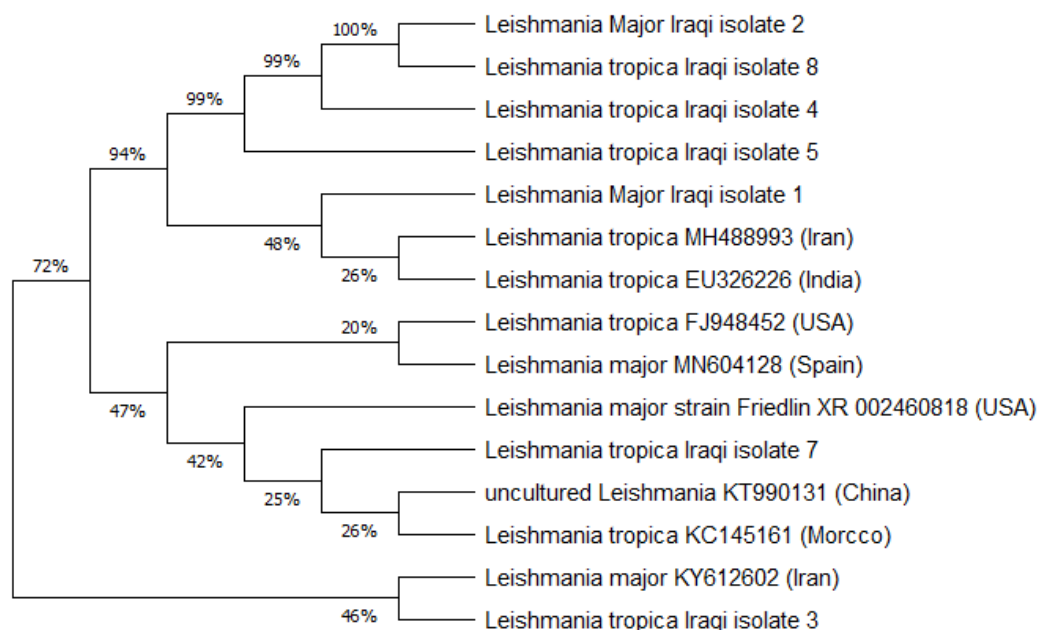 Leishmania Major Iraqi isolate 2
100%
Leishmania tropica Iraqi isolate 8
99%
Leishmania tropica Iraqi isolate 4
99%
Leishmania tropica Iraqi isolate 5
94%
Leishmania Major Iraqi isolate 1
48%
Leishmania tropica MH488993 (Iran)
72%
26%
Leishmania tropica EU326226 (India)
20%
Leishmania tropica FJ948452 (USA)
Leishmania major MN604128 (Spain)
47%
Leishmania major strain Friedlin XR 002460818 (USA)
42%
Leishmania tropica Iraqi isolate 7
25%
uncultured Leishmania KT990131 (China)
26%
Leishmania tropica KC145161 (Morcco)
Leishmania major KY612602 (Iran)
46%
Leishmania tropica Iraqi isolate 3